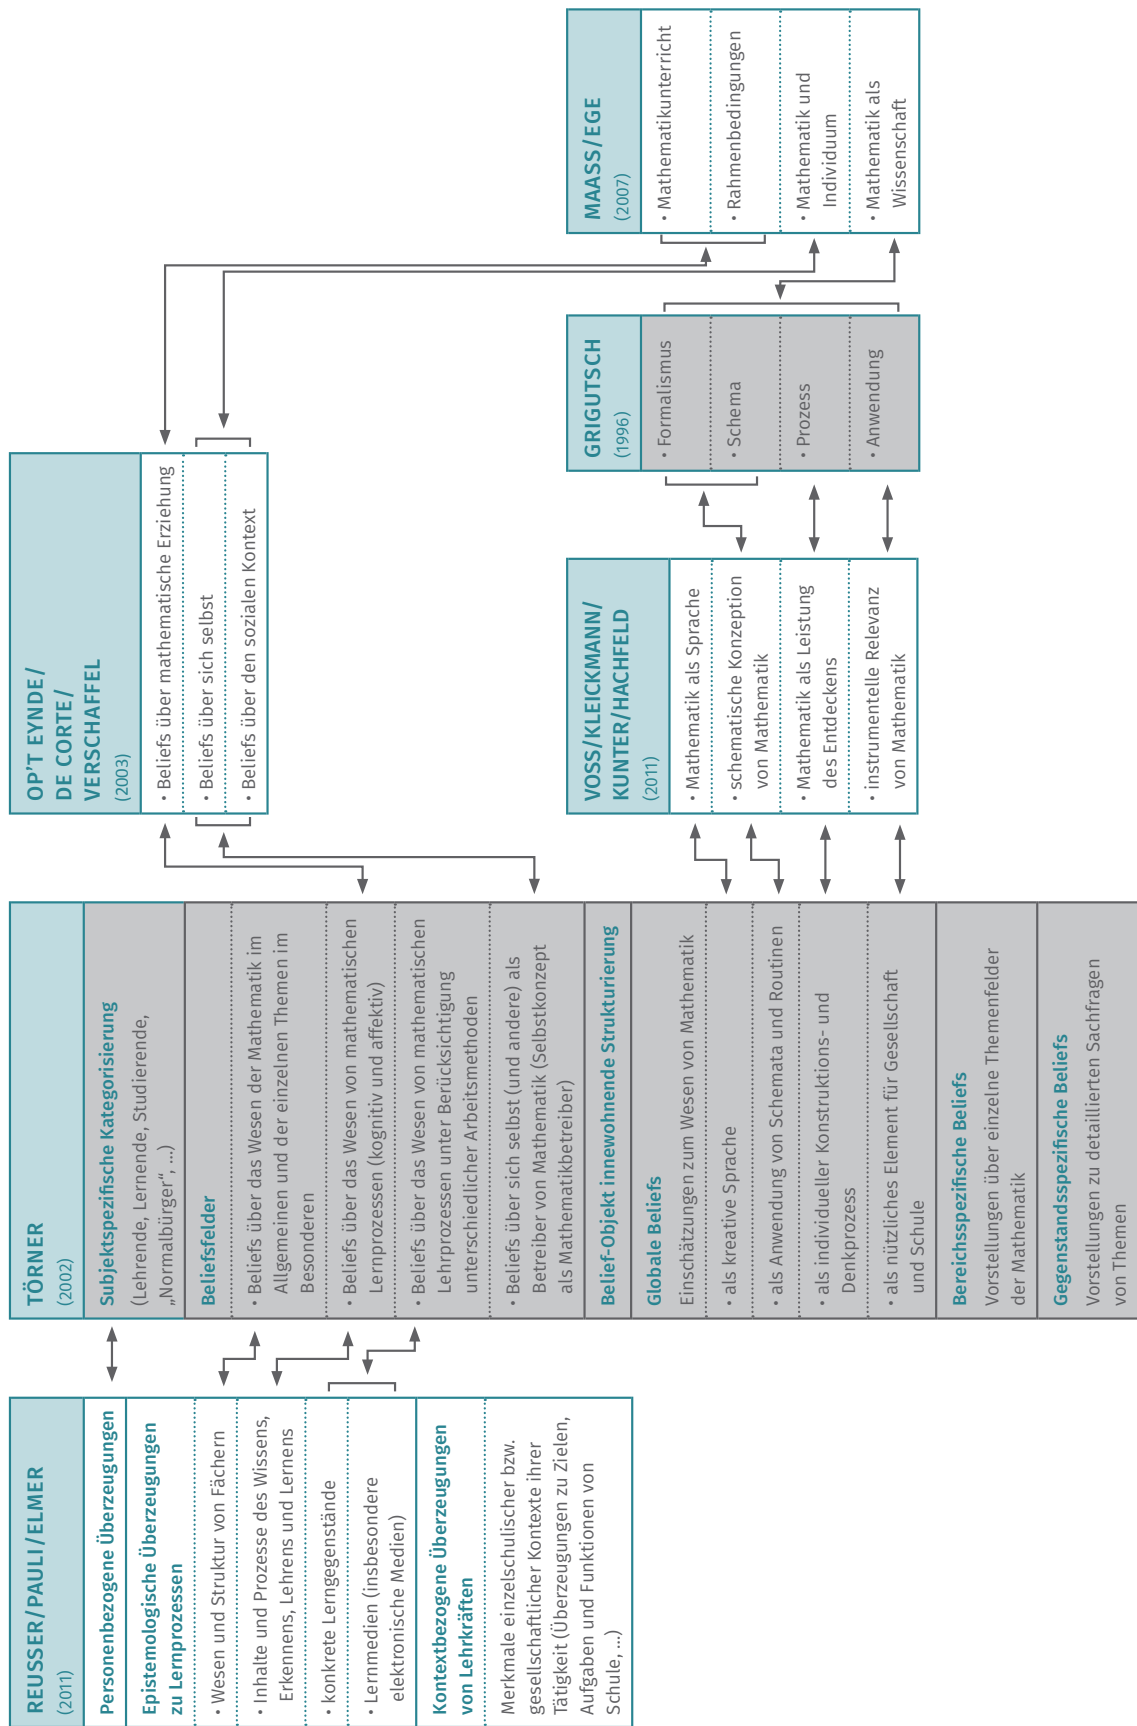 REUSSER/PAULI/ELMER
(2011)
Personenbezogene Überzeugungen
Epistemologische Überzeugungen
zu Lernprozessen
• Wesen und Struktur von Fächern
• Inhalte und Prozesse des Wissens,
Erkennens, Lehrens und Lernens
• konkrete Lerngegenstände
• Lernmedien (insbesondere
elektronische Medien)
Kontextbezogene Überzeugungen
von Lehrkräften
Merkmale einzelschulischer bzw.
gesellschaftlicher Kontexte ihrer
Tätigkeit (Überzeugungen zu Zielen,
Aufgaben und Funktionen von
Schule, ...)
TÖRNER
(2002)
Subjektspezifische Kategorisierung
(Lehrende, Lernende, Studierende,
„Normalbürger“, ...)
Beliefsfelder
• Beliefs über das Wesen der Mathematik im
Allgemeinen und der einzelnen Themen im
Besonderen
• Beliefs über das Wesen von mathematischen
Lernprozessen (kognitiv und affektiv)
• Beliefs über das Wesen von mathematischen
Lehrprozessen unter Berücksichtigung
unterschiedlicher Arbeitsmethoden
• Beliefs über sich selbst (und andere) als
Betreiber von Mathematik (Selbstkonzept
als Mathematikbetreiber)
Belief-Objekt innewohnende Strukturierung
Globale Beliefs
Einschätzungen zum Wesen von Mathematik
• als kreative Sprache
• als Anwendung von Schemata und Routinen
• als individueller Konstruktions- und
Denkprozess
• als nützliches Element für Gesellschaft
und Schule
Bereichsspezifische Beliefs
Vorstellungen über einzelne Themenfelder
der Mathematik
Gegenstandsspezifische Beliefs
Vorstellungen zu detaillierten Sachfragen
von Themen
OP’T EYNDE/
DE CORTE/
VERSCHAFFEL
(2003)
• Beliefs über mathematische Erziehung
• Beliefs über sich selbst
• Beliefs über den sozialen Kontext
VOSS/KLEICKMANN/
KUNTER/HACHFELD
(2011)
• Mathematik als Sprache
• schematische Konzeption
von Mathematik
• Mathematik als Leistung
des Entdeckens
• instrumentelle Relevanz
von Mathematik
GRIGUTSCH
(1996)
• Formalismus
• Schema
• Prozess
• Anwendung
MAASS/EGE
(2007)
• Mathematikunterricht
• Rahmenbedingungen
• Mathematik und
Individuum
• Mathematik als
Wissenschaft